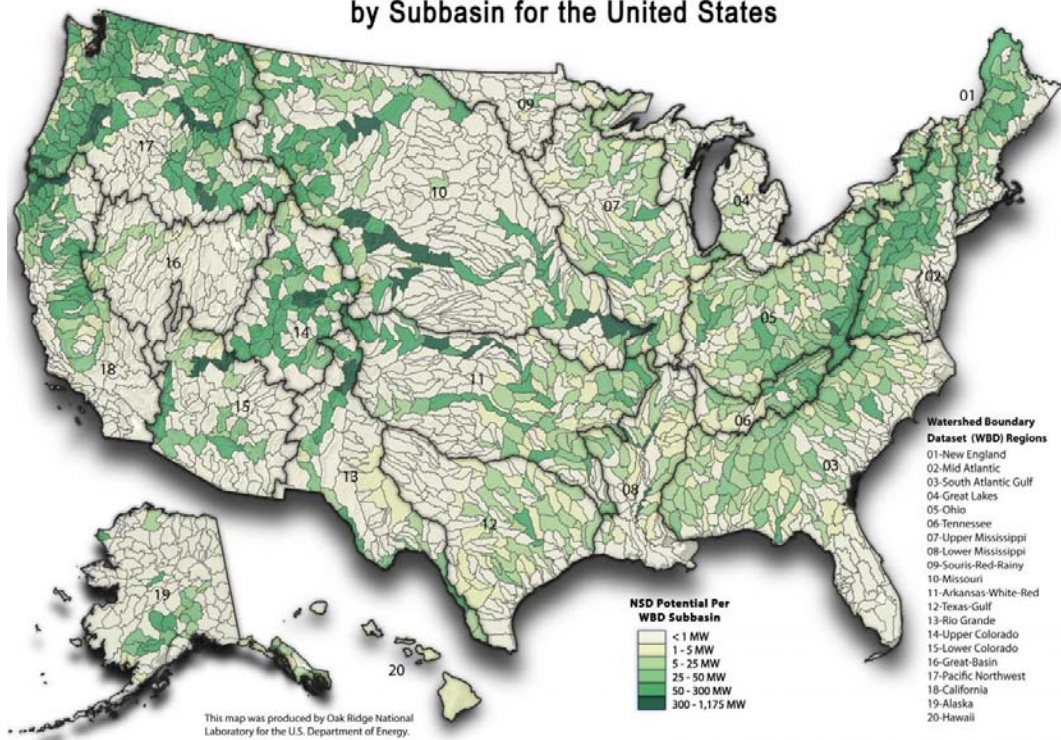 by Subbasin for the United States
01
09
17
10
04
07
16
02
05
14
18
11
15
06
03
13
08
12
19
20
Watershed Boundary
Dataset (WBD) Regions
01-New England
02-Mid Atlantic
03-South Atlantic Gulf
04-Great Lakes
05-Ohio
06-Tennessee
07-Upper Mississippi
08-Lower Mississippi
09-Souris-Red-Rainy
10-Missouri
11-Arkansas-White-Red
12-Texas-Gulf
13-Rio Grande
14-Upper Colorado
15-Lower Colorado
16-Great-Basin
17-Pacific Northwest
18-California
19-Alaska
20-Hawaii
NSD Potential Per
WBD Subbasin
< 1 MW
1 - 5 MW
5 - 25 MW
25 - 50 MW
50 - 300 MW
300 - 1,175 MW
This map was produced by Oak Ridge National
Laboratory for the U.S. Department of Energy.